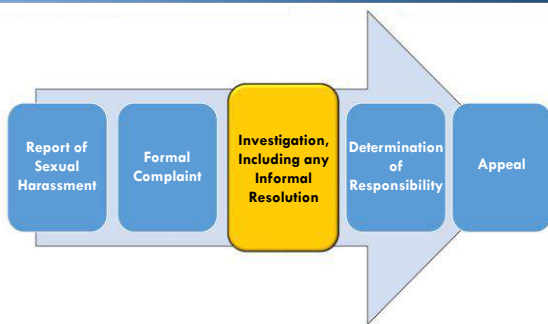 Report of
Sexual
Harassment
Formal
Complaint
Investigation,
Including any
Informal
Resolution
Determination
of
Responsibility
Appeal